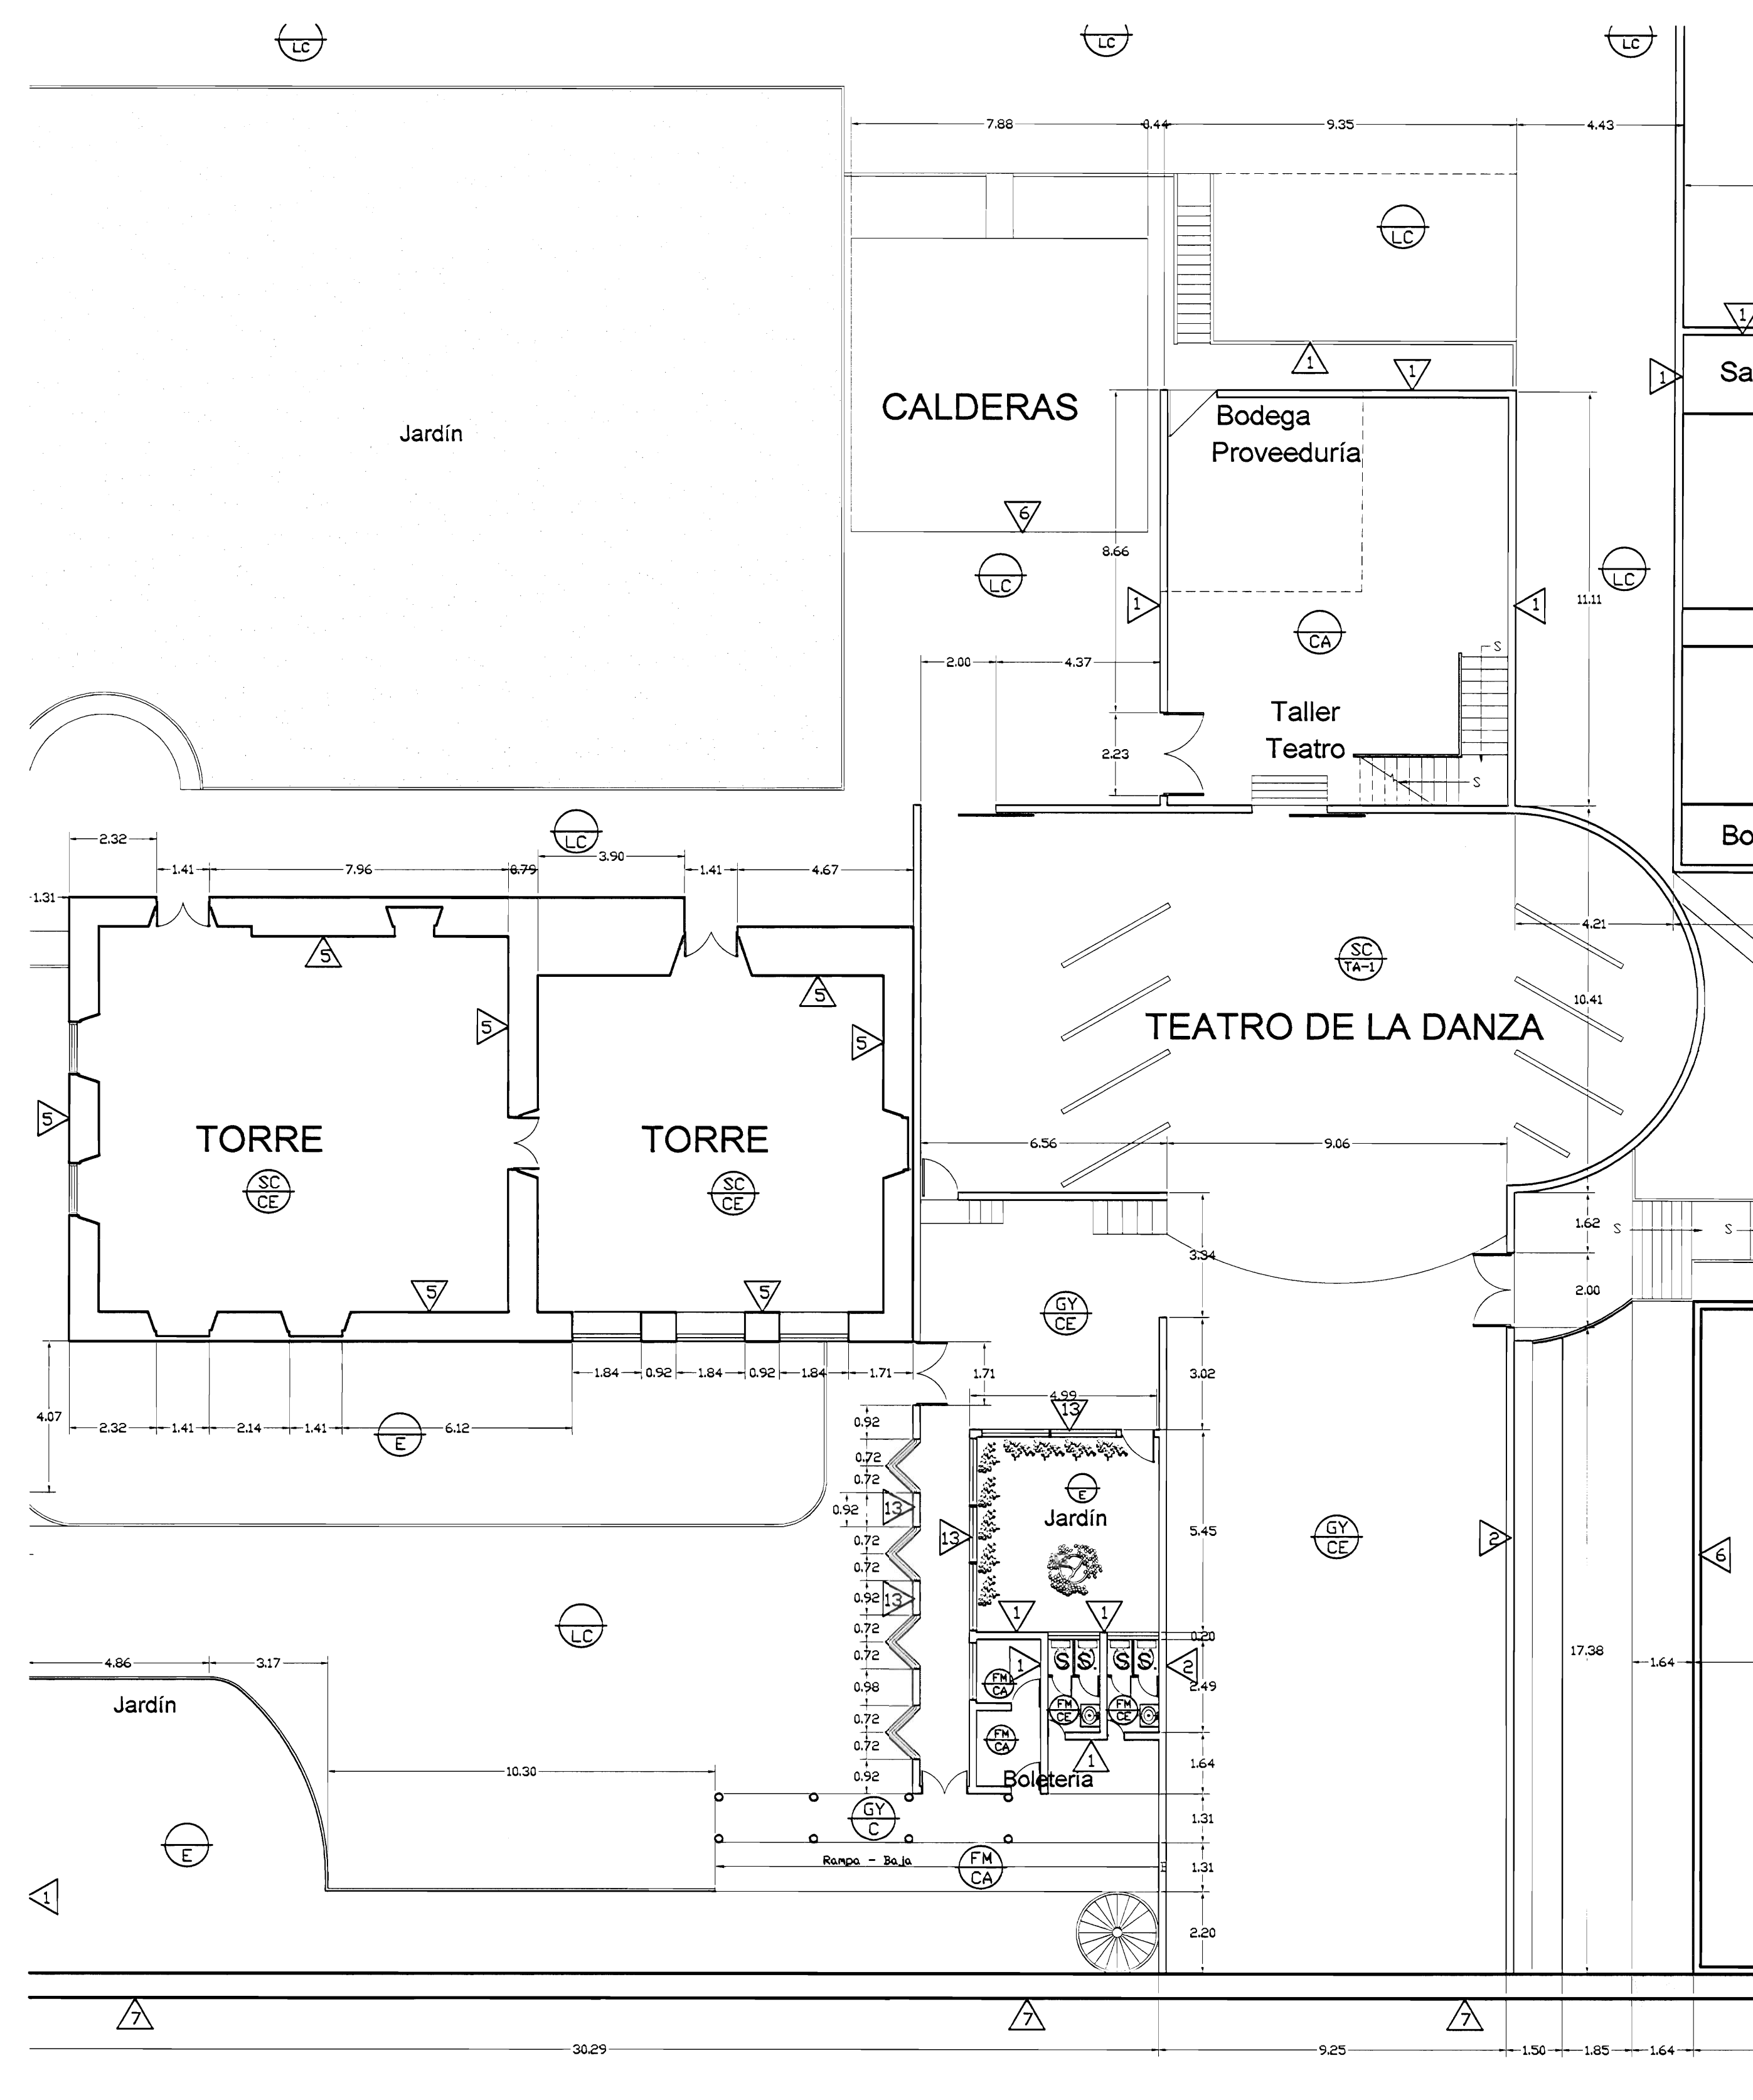 LC
LC
LC
7.88
0.44
9.35
4.43
LC
1
1
1
1
Sa
CALDERAS
Bodega
Proveeduría
Jardín
6
8.66
LC
LC
1
1
11.11
CA
2.00
4.37
S
Taller
Teatro
2.23
S
LC
Bo
2.32
3.90
1.41
7.96
0.79
1.41
4.67
1.31
5
4.21
SC
TA-1
5
10.41
5
TEATRO DE LA DANZA
5
5
TORRE
TORRE
6.56
9.06
SC
CE
SC
CE
1.62
S
S
3.34
5
5
2.00
GY
CE
1.84
0.92
1.84
0.92
1.84
1.71
1.71
3.02
4.99
13
4.07
2.32
1.41
2.14
1.41
6.12
E
0.92
0.72
0.72
E
0.92
13
Jardín
13
5.45
GY
CE
2
0.72
6
0.72
0.92
13
1
1
LC
0.72
0.20
17.38
4.86
3.17
0.72
1
S.
S.
S.
S.
2
1.64
FM
CA
0.98
2.49
Jardín
FM
CE
FM
CE
0.72
FM
CA
0.72
1
1.64
10.30
0.92
Boletería
GY
C
1.31
E
Rampa - Baja
FM
CA
1.31
1
2.20
7
7
7
30.29
9.25
1.50
1.85
1.64